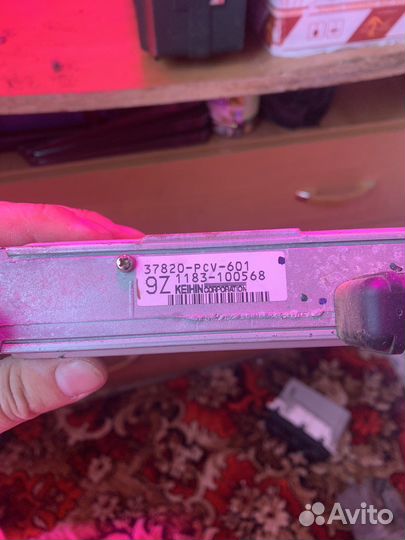 37820-PCV-601
9Z 1183-100568
KEIHIN CORPORATION
Avito